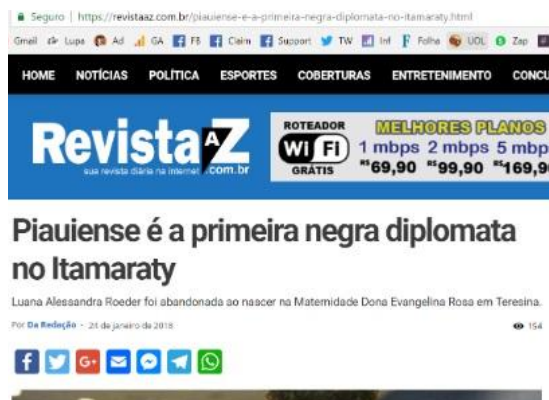 Seguro | https://revistaaz.com.br/piauiense-e-a-primeira-negra-diplomata-no-itamaraty.html
Gmeil Lupa Ad GA FB Claim Support TW Inf Folha UOL Zap
HOME NOTÍCIAS POLÍTICA ESPORTES COBERTURAS ENTRETENIMENTO CONCU
RevistaAZ
sua revista diária na internet .com.br
ROTEADOR
WiFi
GRÁTIS
MELHORES PLANOS
1 mbps 2 mbps 5 mbp
R$69,90 R$99,90 R$169,9
Piauiense é a primeira negra diplomata
no Itamaraty
Luana Alessandra Roeder foi abandonada ao nascer na Maternidade Dona Evangelina Rosa em Teresina.
Por Da Redação - 24 de janeiro de 2018 154
G+